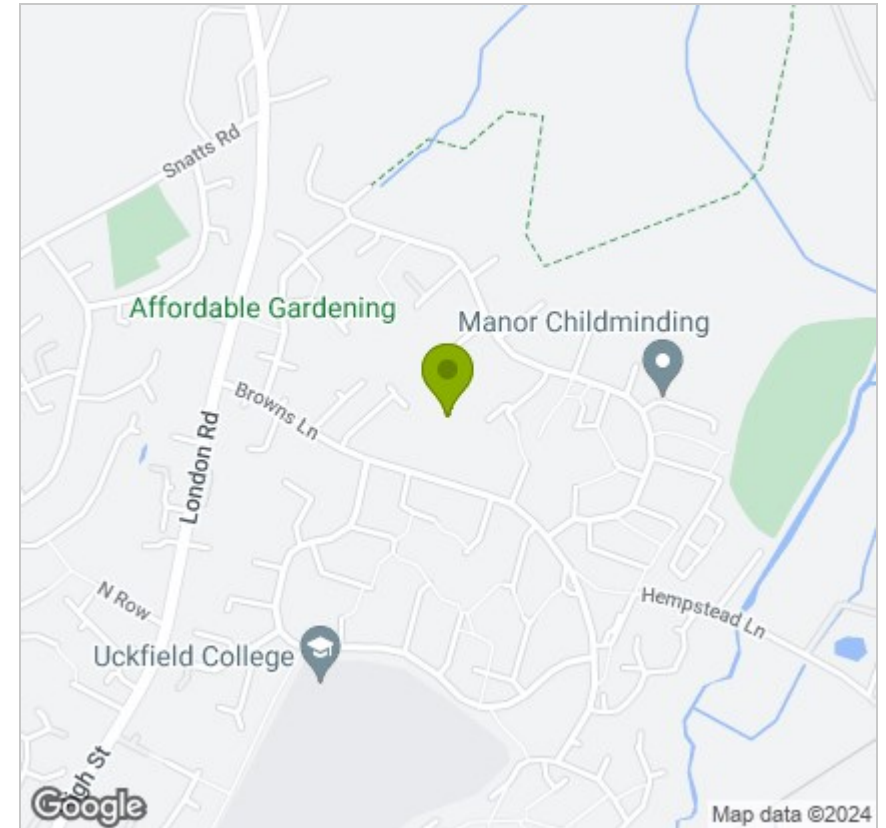 Snatts Rd
Affordable Gardening
Manor Childminding
Browns Ln
London Rd
N Row
Hempstead Ln
Uckfield College
High St
Google
Map data ©2024